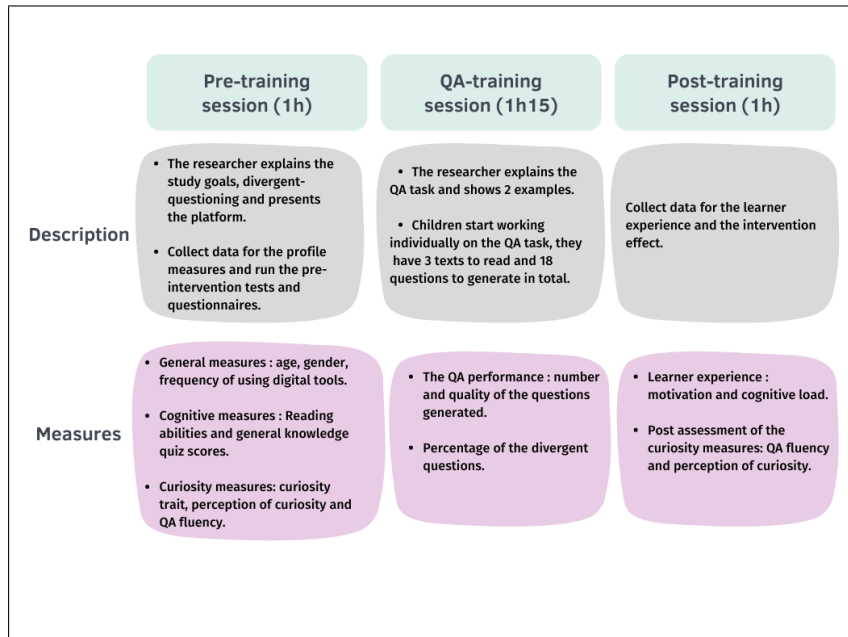 Pre-training
session (1h)
QA-training
session (1h15)
Post-training
session (1h)
Description
• The researcher explains the
study goals, divergent-
questioning and presents
the platform.
• Collect data for the profile
measures and run the pre-
intervention tests and
questionnaires.
• The researcher explains the
QA task and shows 2 examples.
• Children start working
individually on the QA task, they
have 3 texts to read and 18
questions to generate in total.
Collect data for the learner
experience and the intervention
effect.
Measures
• General measures : age, gender,
frequency of using digital tools.
• Cognitive measures : Reading
abilities and general knowledge
quiz scores.
• Curiosity measures: curiosity
trait, perception of curiosity and
QA fluency.
• The QA performance : number
and quality of the questions
generated.
• Percentage of the divergent
questions.
• Learner experience :
motivation and cognitive load.
• Post assessment of the
curiosity measures: QA fluency
and perception of curiosity.